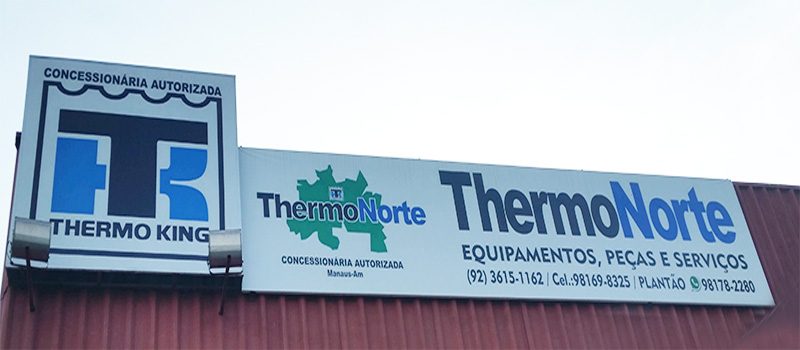 CONCESSIONÁRIA AUTORIZADA
TK
THERMO KING
ThermoNorte
CONCESSIONÁRIA AUTORIZADA
Manaus-Am
ThermoNorte
EQUIPAMENTOS, PEÇAS E SERVIÇOS
(92) 3615-1162 / Cel.:98169-8325 / PLANTÃO 98178-2280